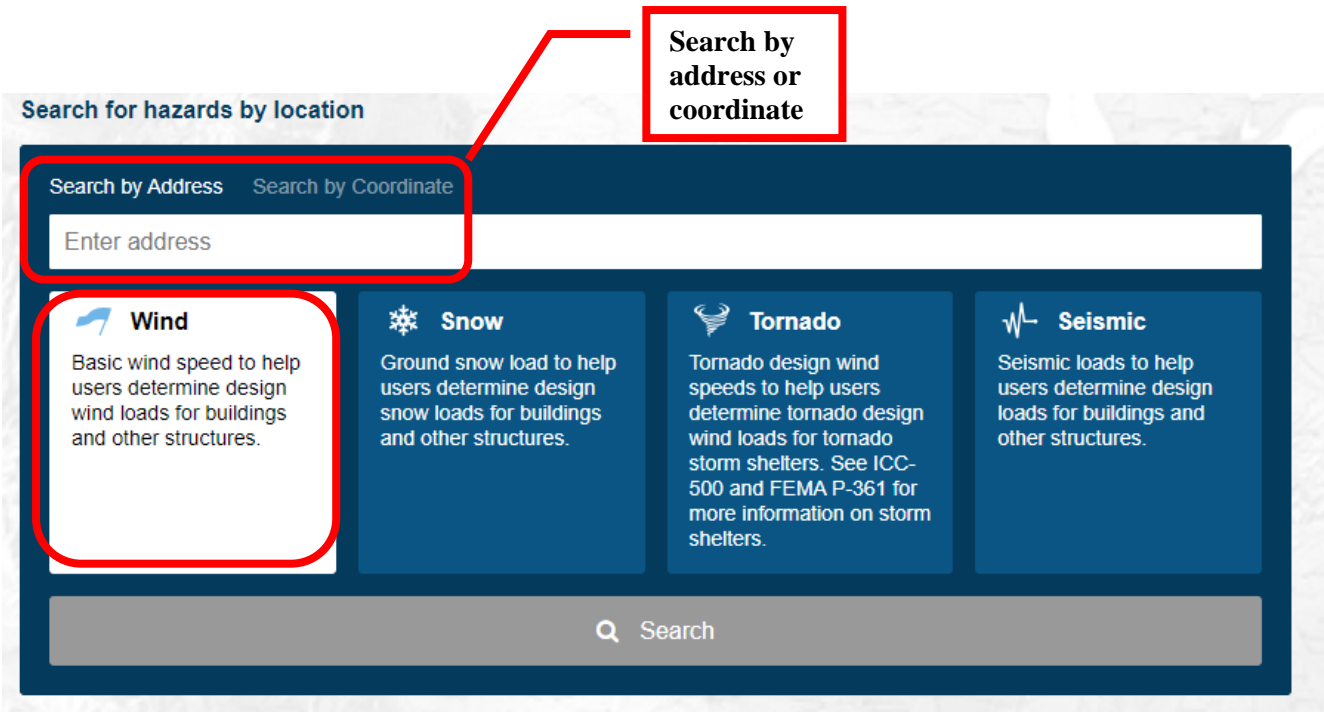 Search by
address or
coordinate
Search for hazards by location
Search by Address Search by Coordinate
Enter address
Wind
Basic wind speed to help
users determine design
wind loads for buildings
and other structures.
Snow
Ground snow load to help
users determine design
snow loads for buildings
and other structures.
Tornado
Tornado design wind
speeds to help users
determine tornado design
wind loads for tornado
storm shelters. See ICC-
500 and FEMA P-361 for
more information on storm
shelters.
Seismic
Seismic loads to help
users determine design
loads for buildings and
other structures.
Search